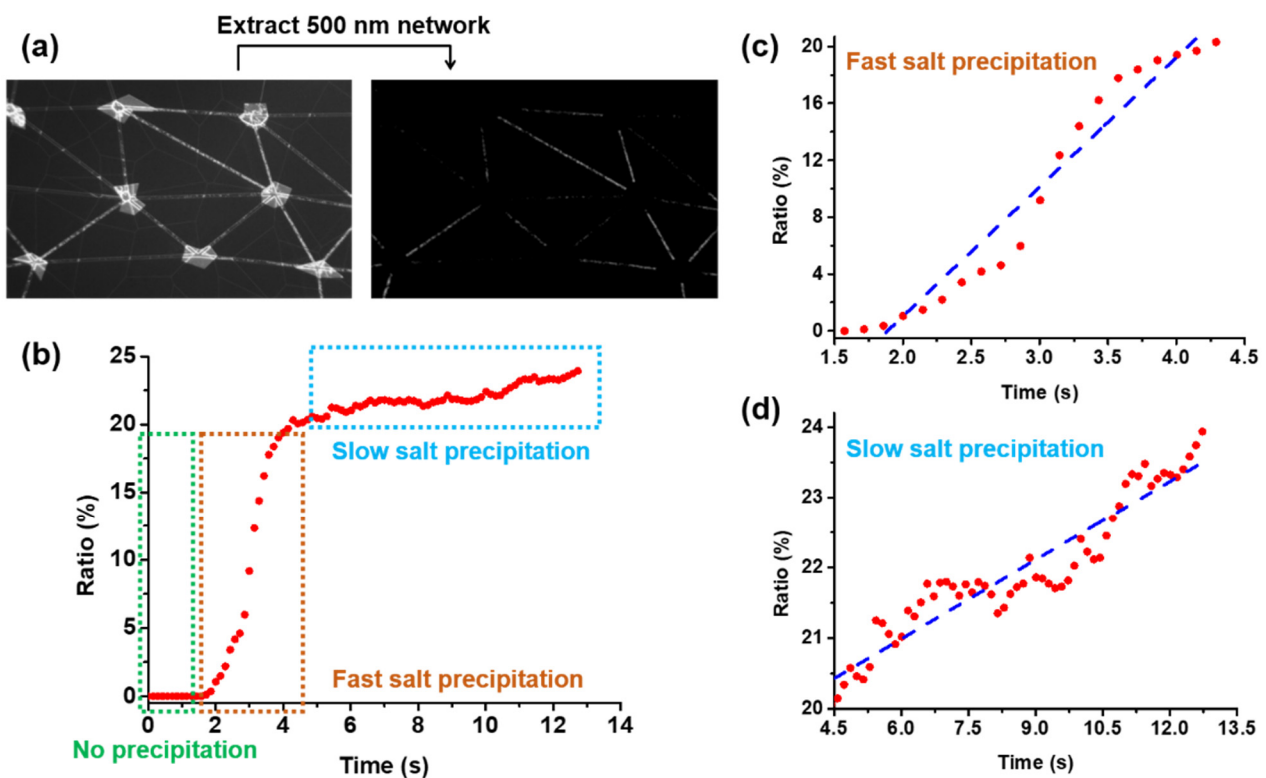 Extract 500 nm network
(a)
(b)
Ratio (%)
25
20
15
10
5
0
0 2 4 6 8 10 12 14
Time (s)
Slow salt precipitation
Fast salt precipitation
No precipitation
(c)
Fast salt precipitation
Ratio (%)
20
16
12
8
4
0
1.5 2.0 2.5 3.0 3.5 4.0 4.5
Time (s)
(d)
Slow salt precipitation
Ratio (%)
24
23
22
21
20
4.5 6.0 7.5 9.0 10.5 12.0 13.5
Time (s)